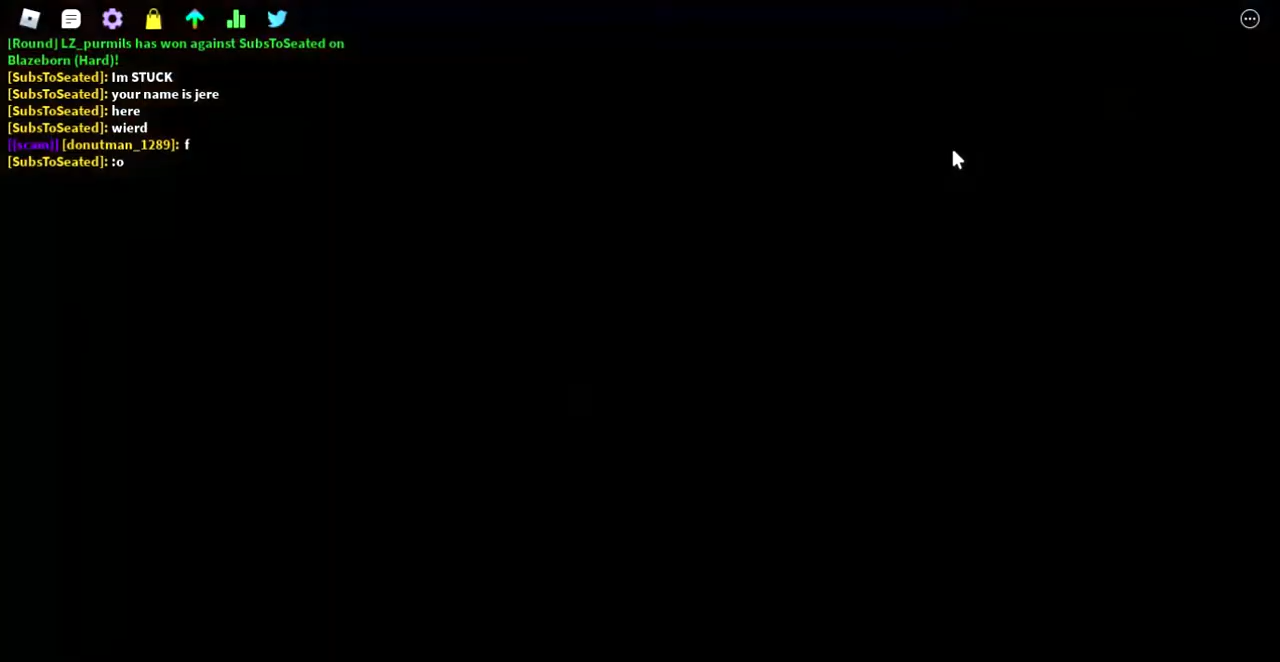 [Round] LZ_purmils has won against SubsToSeated on
Blazeborn (Hard)!
[SubsToSeated]: Im STUCK
[SubsToSeated]: your name is jere
[SubsToSeated]: here
[SubsToSeated]: wierd
[[scam]] [donutman_1289]: f
[SubsToSeated]: :o